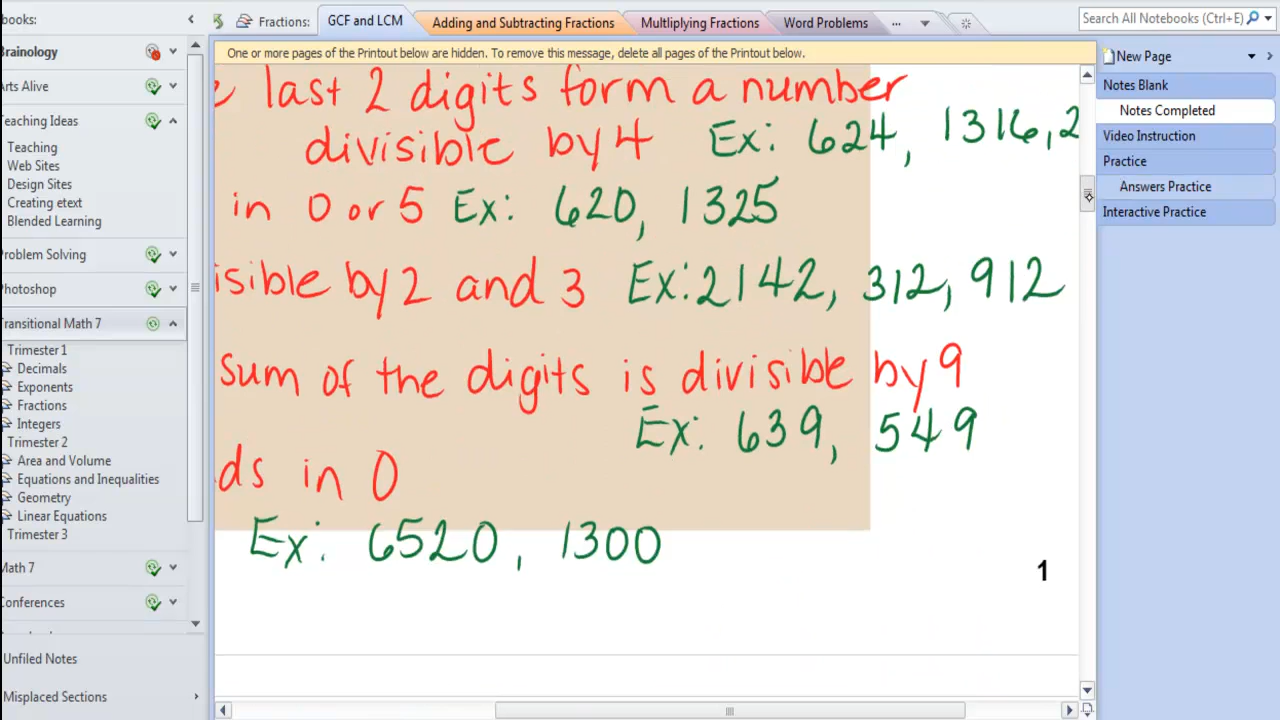 books:
Fractions:
GCF and LCM
Adding and Subtracting Fractions
Mutliplying Fractions
Word Problems
...
Search All Notebooks (Ctrl+E)
Brainology
Arts Alive
Teaching Ideas
Teaching
Web Sites
Design Sites
Creating etext
Blended Learning
Problem Solving
Photoshop
Transitional Math 7
Trimester 1
Decimals
Exponents
Fractions
Integers
Trimester 2
Area and Volume
Equations and Inequalities
Geometry
Linear Equations
Trimester 3
Math 7
Conferences
Unfiled Notes
Misplaced Sections
One or more pages of the Printout below are hidden. To remove this message, delete all pages of the Printout below.
e last 2 digits form a number
divisible by 4 Ex: 624, 1316, 2
in 0 or 5 Ex: 620, 1325
isible by 2 and 3 Ex: 2142, 312, 912
sum of the digits is divisible by 9
Ex: 639, 549
ds in 0
Ex: 6520, 1300
1
New Page
Notes Blank
Notes Completed
Video Instruction
Practice
Answers Practice
Interactive Practice